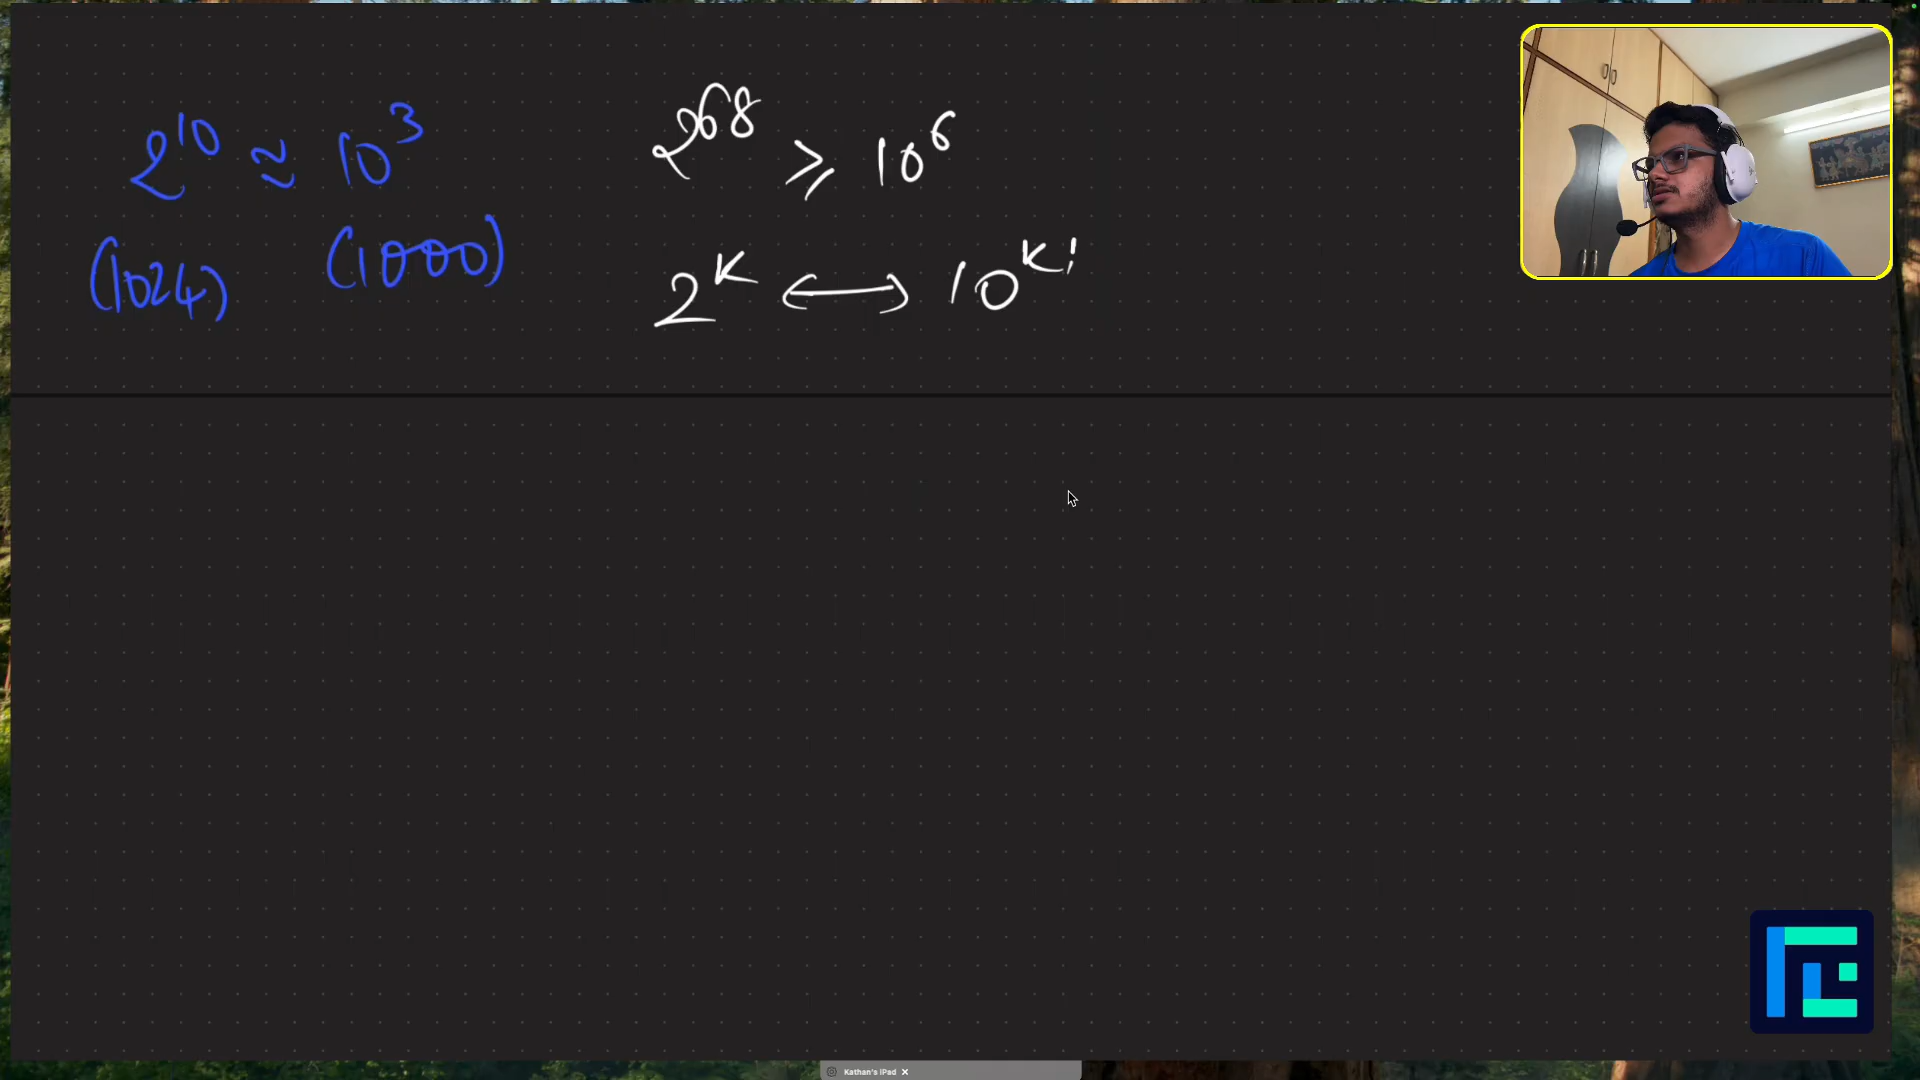 2^10 ≈ 10^3
(1024) (1000)
2^68 ≥ 10^6
2^K ⟷ 10^K!
Kathan's iPad